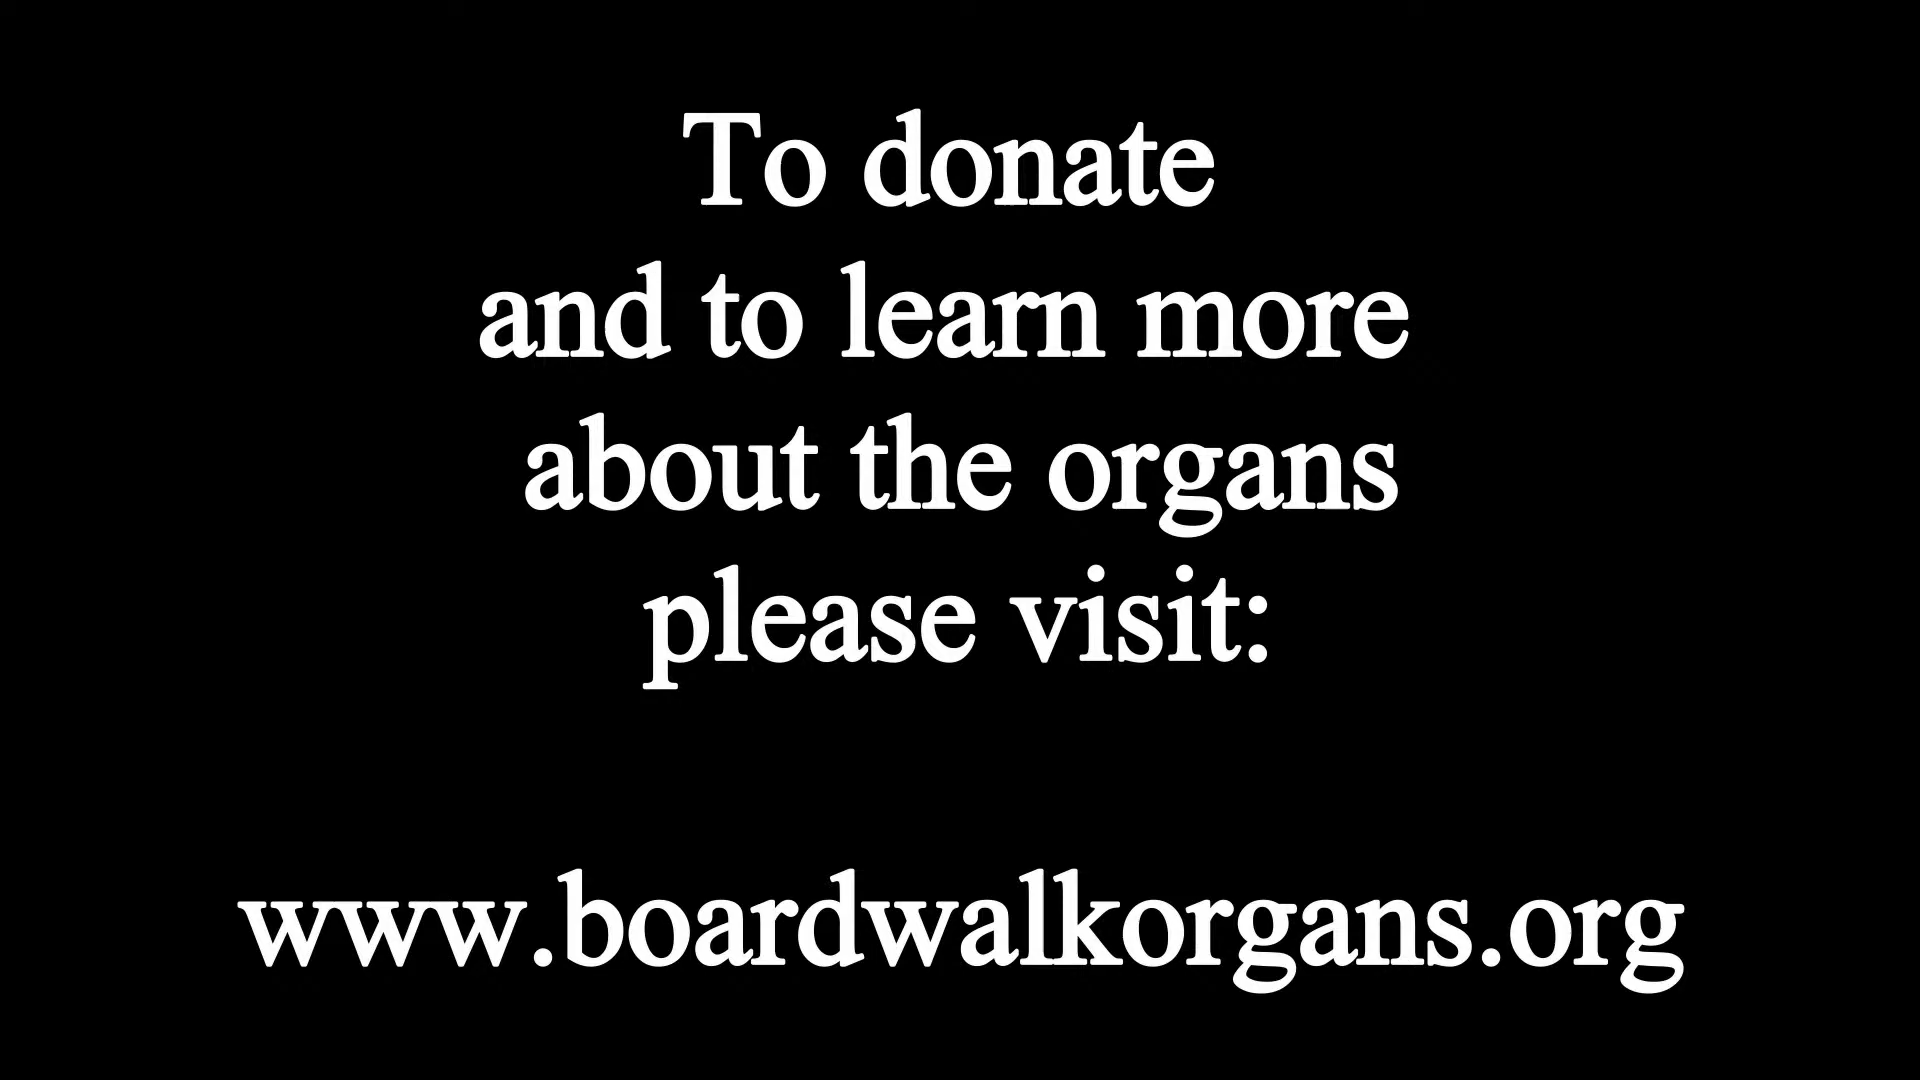 To donate
and to learn more
about the organs
please visit:
www.boardwalkorgans.org